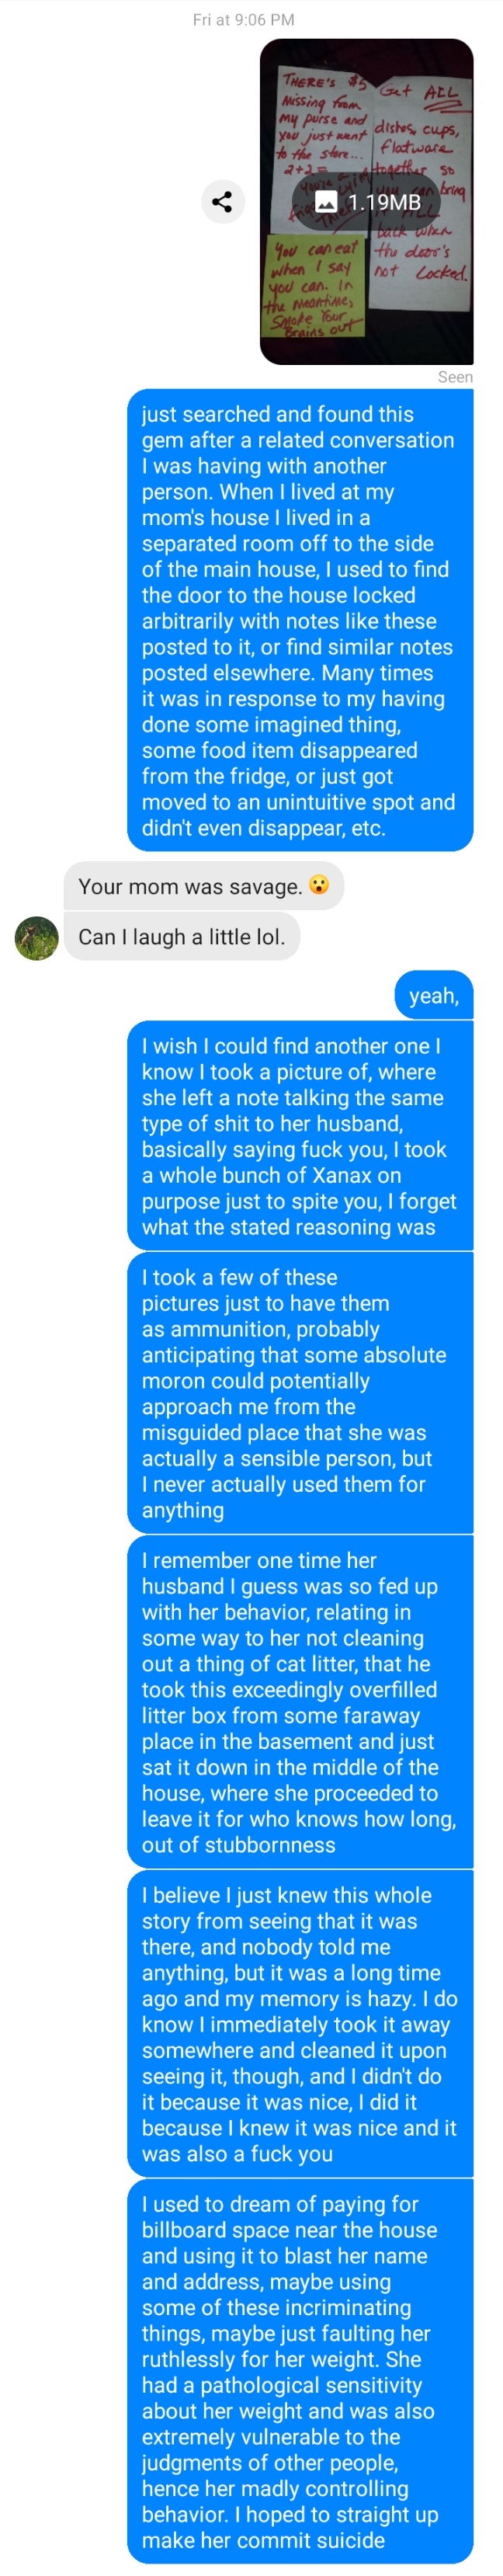 Fri at 9:06 PM
THERE'S $5
Missing from
my purse and
you just went
to the store...
2+2=
Get ALL
dishes, cups,
flatware
together so
you can bring
ALL
back when
the door's
not Locked.
You can eat
when I say
you can. In
the meantime,
Smoke Your
Brains out
1.19MB
Seen
just searched and found this
gem after a related conversation
I was having with another
person. When I lived at my
mom's house I lived in a
separated room off to the side
of the main house, I used to find
the door to the house locked
arbitrarily with notes like these
posted to it, or find similar notes
posted elsewhere. Many times
it was in response to my having
done some imagined thing,
some food item disappeared
from the fridge, or just got
moved to an unintuitive spot and
didn't even disappear, etc.
Your mom was savage. 😮
Can I laugh a little lol.
yeah,
I wish I could find another one I
know I took a picture of, where
she left a note talking the same
type of shit to her husband,
basically saying fuck you, I took
a whole bunch of Xanax on
purpose just to spite you, I forget
what the stated reasoning was
I took a few of these
pictures just to have them
as ammunition, probably
anticipating that some absolute
moron could potentially
approach me from the
misguided place that she was
actually a sensible person, but
I never actually used them for
anything
I remember one time her
husband I guess was so fed up
with her behavior, relating in
some way to her not cleaning
out a thing of cat litter, that he
took this exceedingly overfilled
litter box from some faraway
place in the basement and just
sat it down in the middle of the
house, where she proceeded to
leave it for who knows how long,
out of stubbornness
I believe I just knew this whole
story from seeing that it was
there, and nobody told me
anything, but it was a long time
ago and my memory is hazy. I do
know I immediately took it away
somewhere and cleaned it upon
seeing it, though, and I didn't do
it because it was nice, I did it
because I knew it was nice and it
was also a fuck you
I used to dream of paying for
billboard space near the house
and using it to blast her name
and address, maybe using
some of these incriminating
things, maybe just faulting her
ruthlessly for her weight. She
had a pathological sensitivity
about her weight and was also
extremely vulnerable to the
judgments of other people,
hence her madly controlling
behavior. I hoped to straight up
make her commit suicide